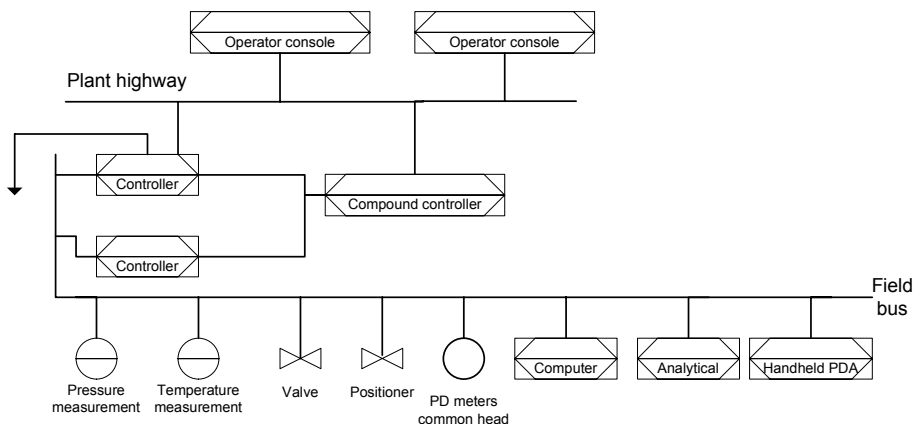 Operator console
Operator console
Plant highway
Controller
Compound controller
Controller
Field
bus
Pressure
measurement
Temperature
measurement
Valve
Positioner
PD meters
common head
Computer
Analytical
Handheld PDA